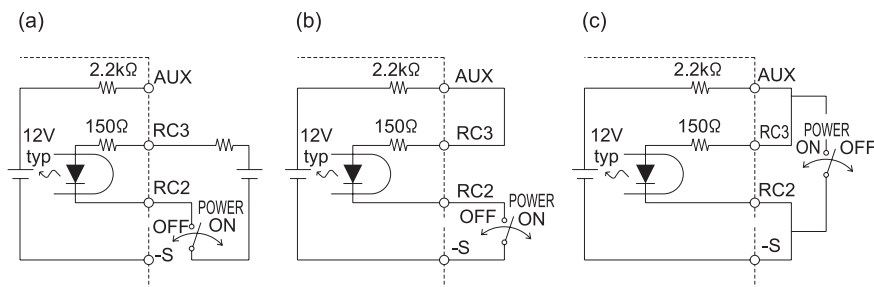 (a)
2.2kΩ
AUX
150Ω
RC3
12V
typ
RC2
POWER
OFF
ON
-S
(b)
2.2kΩ
AUX
150Ω
RC3
12V
typ
RC2
POWER
OFF
ON
-S
(c)
2.2kΩ
AUX
150Ω
RC3
POWER
ON
OFF
12V
typ
RC2
-S